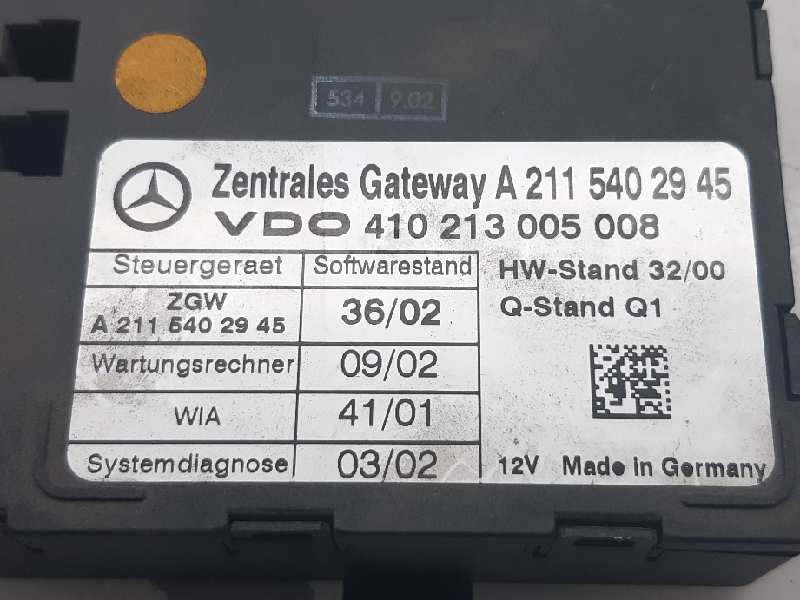 534 9.02
Zentrales Gateway A 211 540 29 45
VDO 410 213 005 008
Steuergeraet Softwarestand HW-Stand 32/00
ZGW
A 211 540 29 45 36/02 Q-Stand Q1
Wartungsrechner 09/02
WIA 41/01
Systemdiagnose 03/02 12V Made in Germany